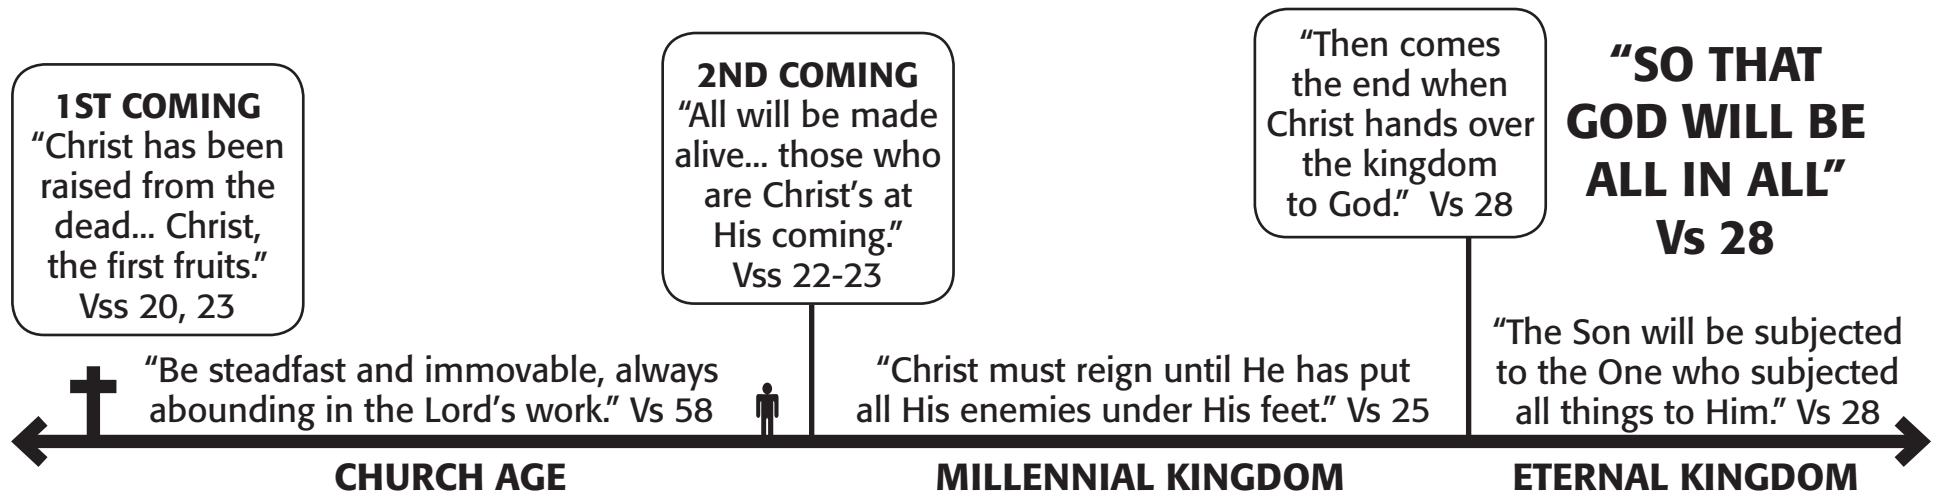 1ST COMING
“Christ has been
raised from the
dead... Christ,
the first fruits.”
Vss 20, 23
“Be steadfast and immovable, always
abounding in the Lord’s work.” Vs 58
2ND COMING
“All will be made
alive... those who
are Christ’s at
His coming.”
Vss 22-23
“Christ must reign until He has put
all His enemies under His feet.” Vs 25
“Then comes
the end when
Christ hands over
the kingdom
to God.” Vs 28
“SO THAT
GOD WILL BE
ALL IN ALL”
Vs 28
“The Son will be subjected
to the One who subjected
all things to Him.” Vs 28
CHURCH AGE
MILLENNIAL KINGDOM
ETERNAL KINGDOM